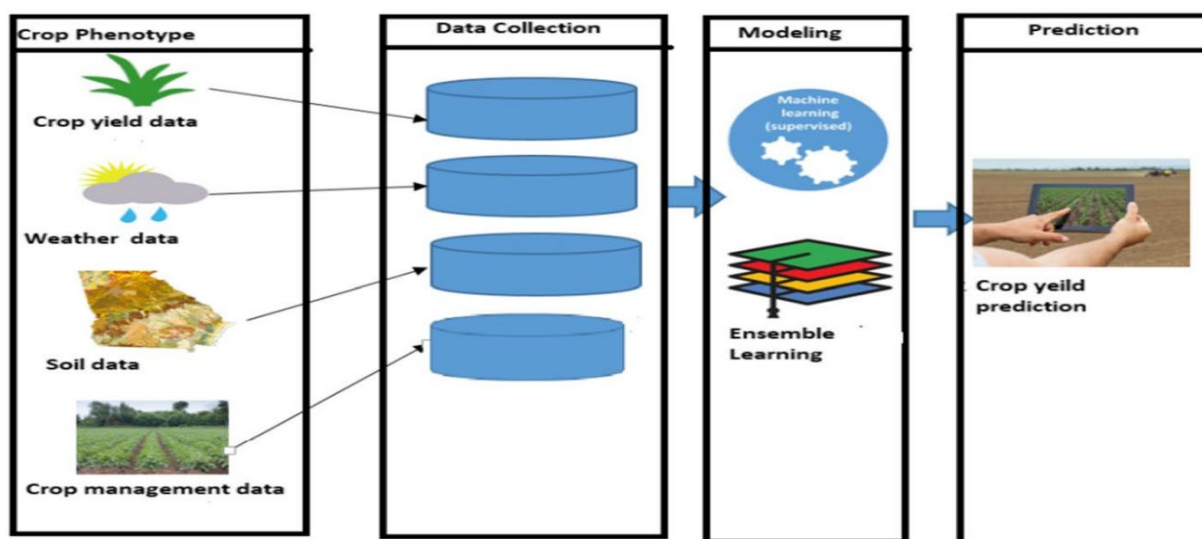 Crop Phenotype
Crop yield data
Weather data
Soil data
Crop management data
Data Collection
Modeling
Machine
learning
(supervised)
Ensemble
Learning
Prediction
Crop yeild
prediction